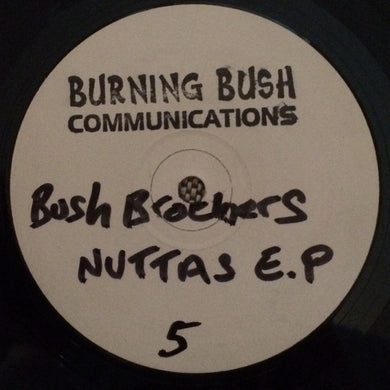 BURNING BUSH
COMMUNICATIONS
Bush Brothers
NUTTAS E.P
5